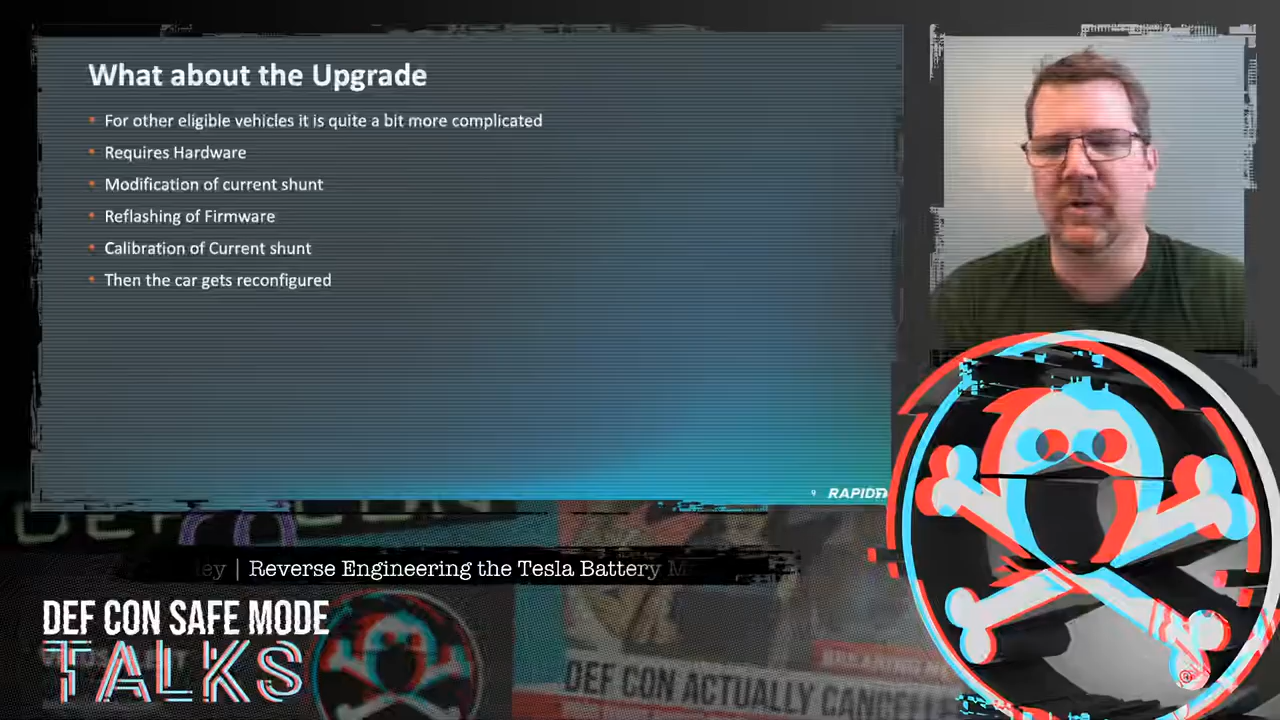 What about the Upgrade
• For other eligible vehicles it is quite a bit more complicated
• Requires Hardware
• Modification of current shunt
• Reflashing of Firmware
• Calibration of Current shunt
• Then the car gets reconfigured
9
ey | Reverse Engineering the Tesla Battery
DEF CON SAFE MODE
TALKS
DEF CON ACTUALLY